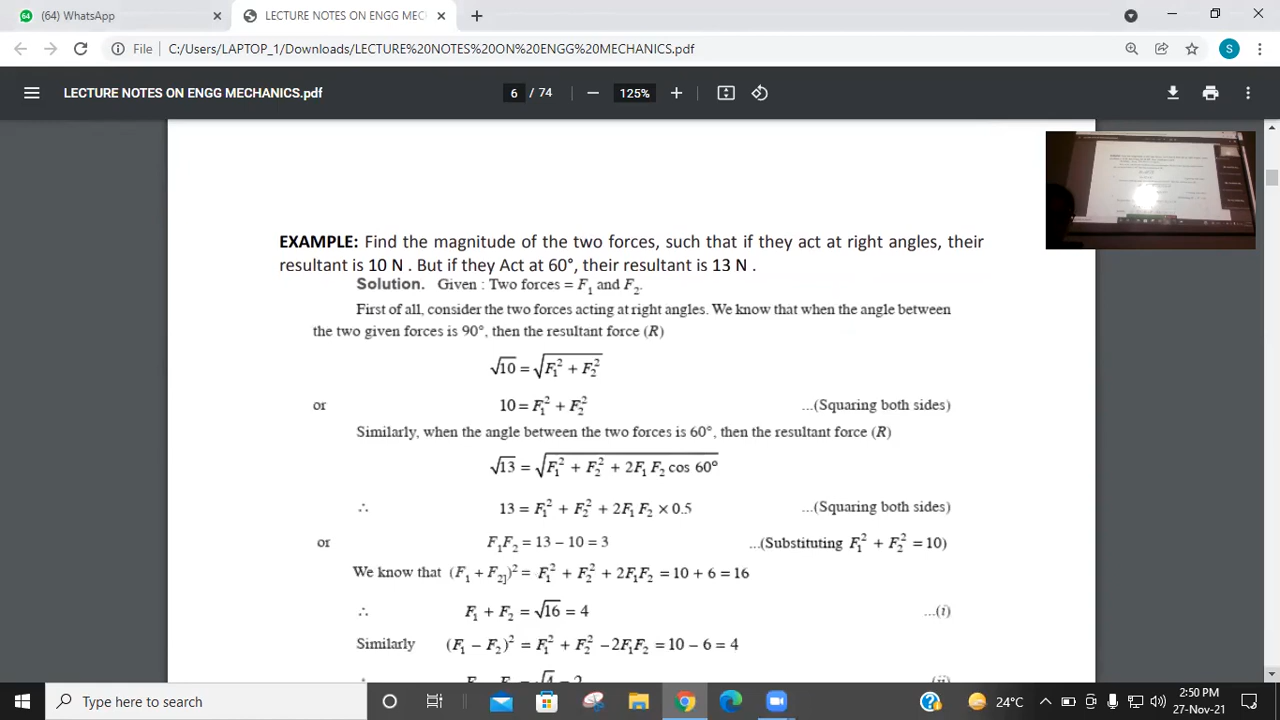 (64) WhatsApp
LECTURE NOTES ON ENGG MEC
File C:/Users/LAPTOP_1/Downloads/LECTURE%20NOTES%20ON%20ENGG%20MECHANICS.pdf
S
LECTURE NOTES ON ENGG MECHANICS.pdf
6 / 74
125%
EXAMPLE: Find the magnitude of the two forces, such that if they act at right angles, their
resultant is 10 N . But if they Act at 60°, their resultant is 13 N .
Solution. Given : Two forces = F₁ and F₂.
First of all, consider the two forces acting at right angles. We know that when the angle between
the two given forces is 90°, then the resultant force (R)
√10 = √F₁² + F₂²
or 10 = F₁² + F₂² ...(Squaring both sides)
Similarly, when the angle between the two forces is 60°, then the resultant force (R)
√13 = √F₁² + F₂² + 2F₁ F₂ cos 60°
∴ 13 = F₁² + F₂² + 2F₁ F₂ × 0.5 ...(Squaring both sides)
or F₁F₂ = 13 – 10 = 3 ...(Substituting F₁² + F₂² = 10)
We know that (F₁ + F₂])² = F₁² + F₂² + 2F₁F₂ = 10 + 6 = 16
∴ F₁ + F₂ = √16 = 4 ...(i)
Similarly (F₁ – F₂)² = F₁² + F₂² – 2F₁F₂ = 10 – 6 = 4
Type here to search
24°C
2:50 PM
27-Nov-21